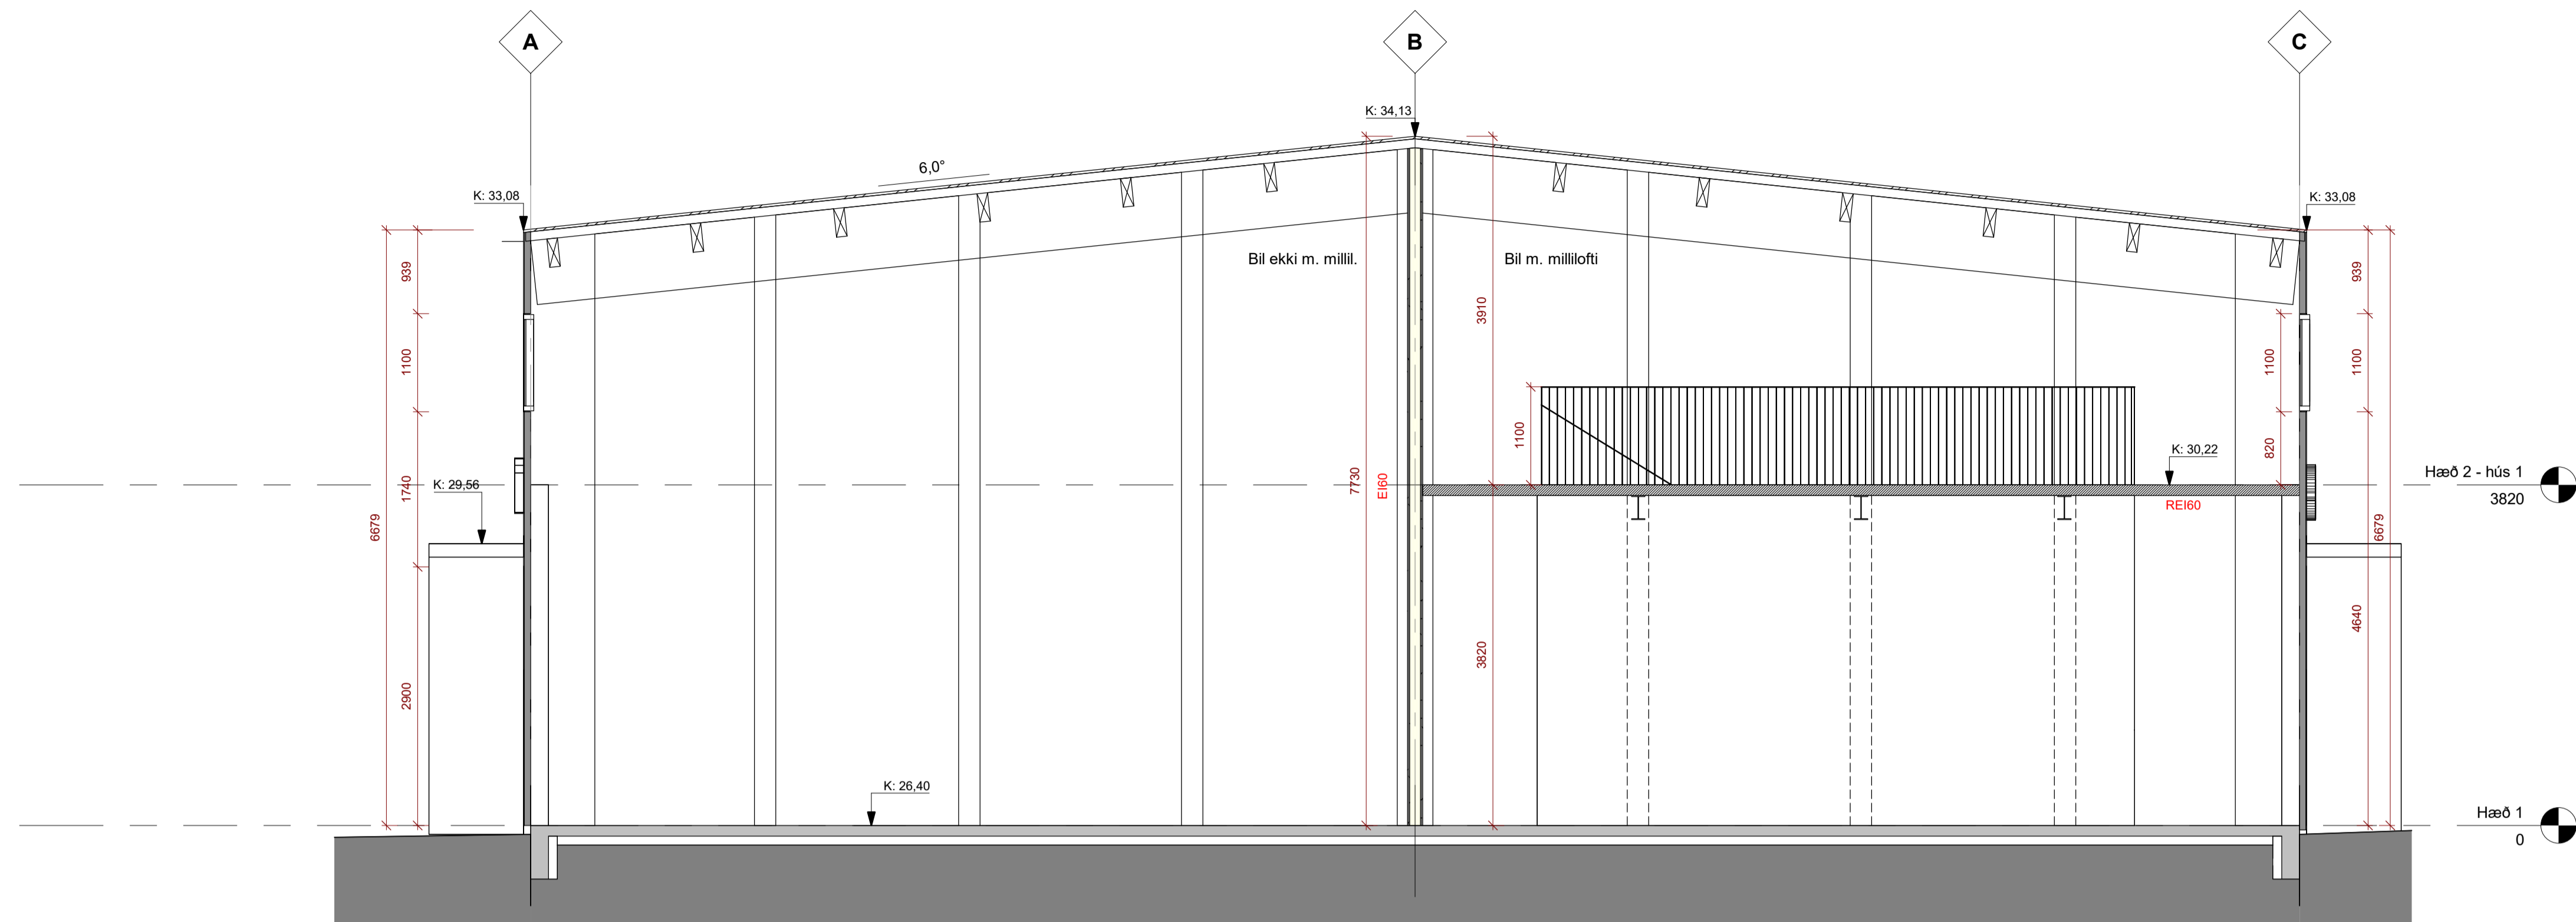 A
B
C
K: 34,13
6,0°
K: 33,08
K: 33,08
Bil ekki m. millil.
Bil m. millilofti
939
939
3910
1100
1100
1100
1100
820
K: 30,22
Hæð 2 - hús 1
3820
7730
EI60
REI60
1740
K: 29,56
6679
6679
4640
3820
2900
K: 26,40
Hæð 1
0